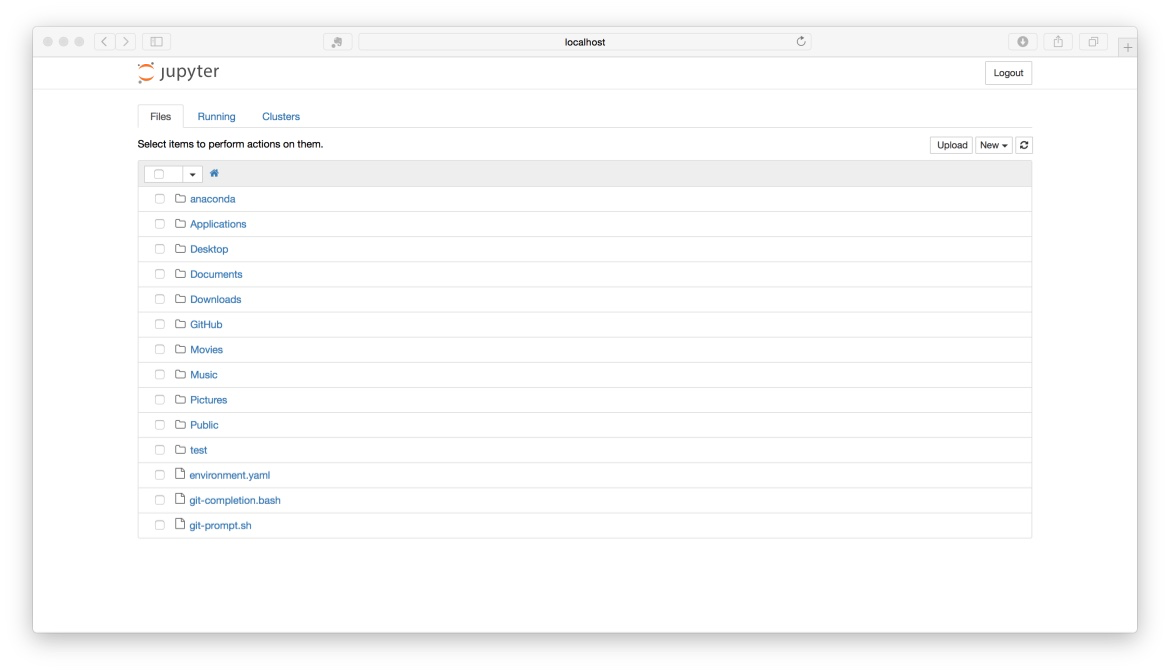 localhost
jupyter
Logout
Files Running Clusters
Select items to perform actions on them.
Upload New
anaconda
Applications
Desktop
Documents
Downloads
GitHub
Movies
Music
Pictures
Public
test
environment.yaml
git-completion.bash
git-prompt.sh